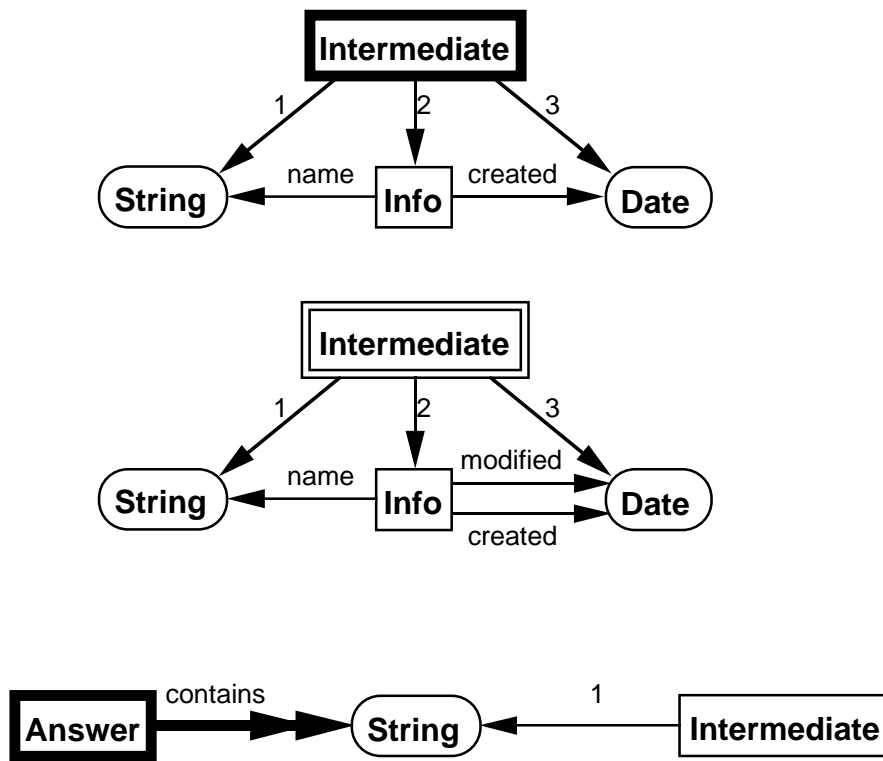 Intermediate
1 2 3
name created
String Info Date
Intermediate
1 2 3
modified
name
String Info Date
created
contains 1
Answer String Intermediate